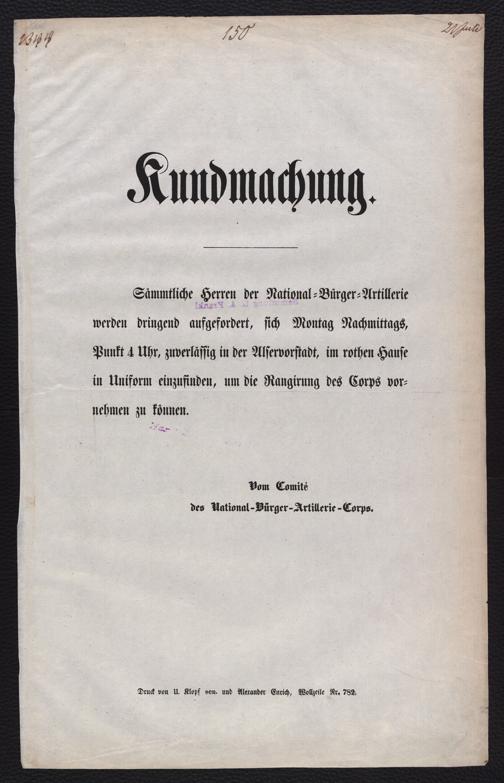 150
Kundmachung.
Sämmtliche Herren der National-Bürger-Artillerie
werden dringend aufgefordert, sich Montag Nachmittags,
Punkt 4 Uhr, zuverlässig in der Alservorstadt, im rothen Hause
in Uniform einzufinden, um die Rangirung des Corps vor-
nehmen zu können.
Vom Comité
des National-Bürger-Artillerie-Corps.
Druck von U. Klopf sen. und Alexander Eurich, Wollzeile Nr. 782.